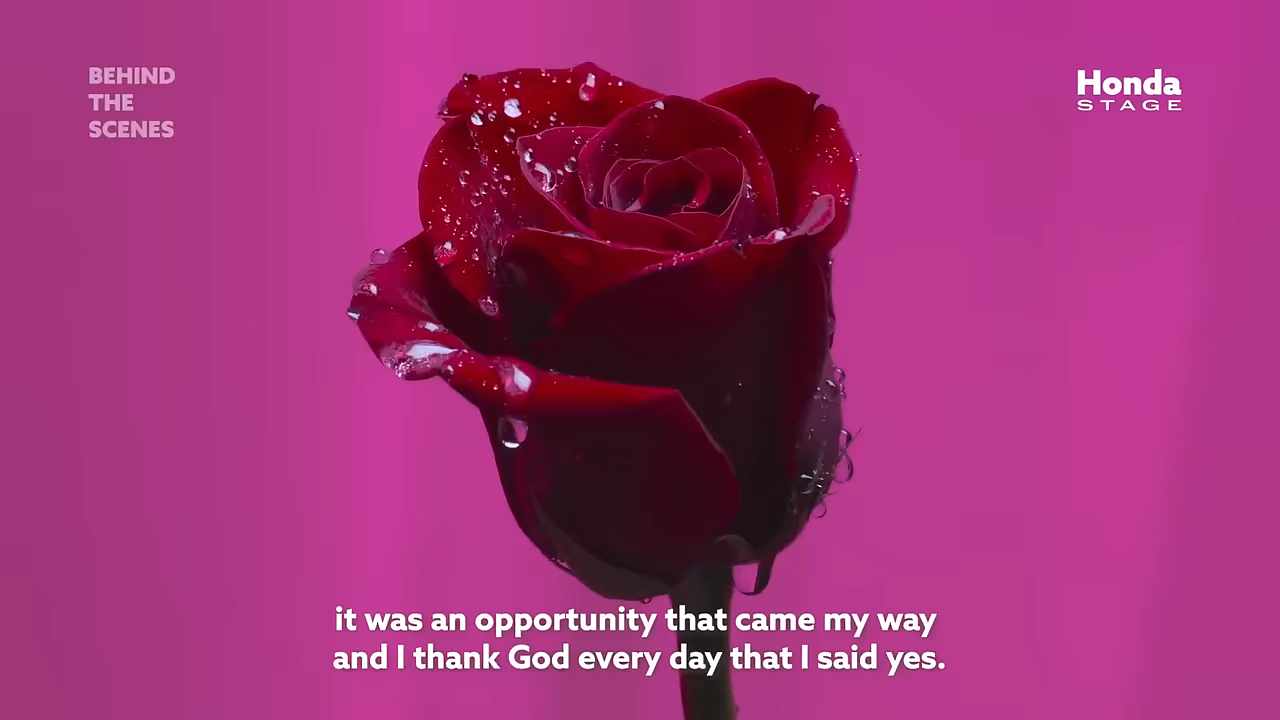 BEHIND
THE
SCENES
Honda
STAGE
it was an opportunity that came my way
and I thank God every day that I said yes.